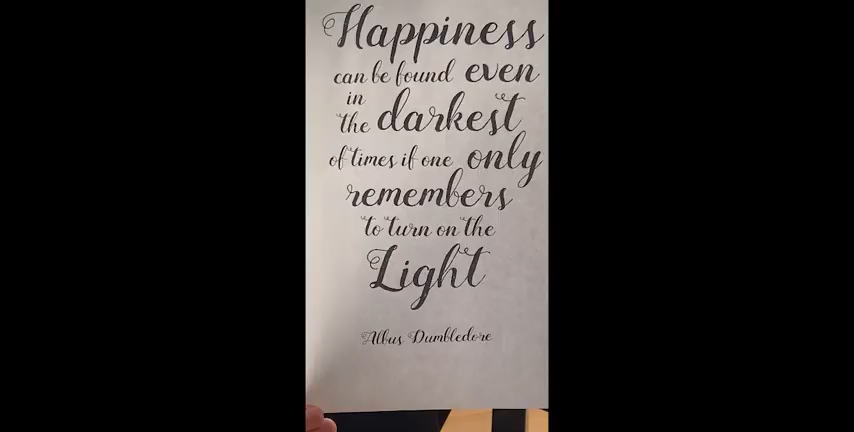 Happiness
can be found even
in
the darkest
of times if one only
remembers
to turn on the
Light
Albus Dumbledore